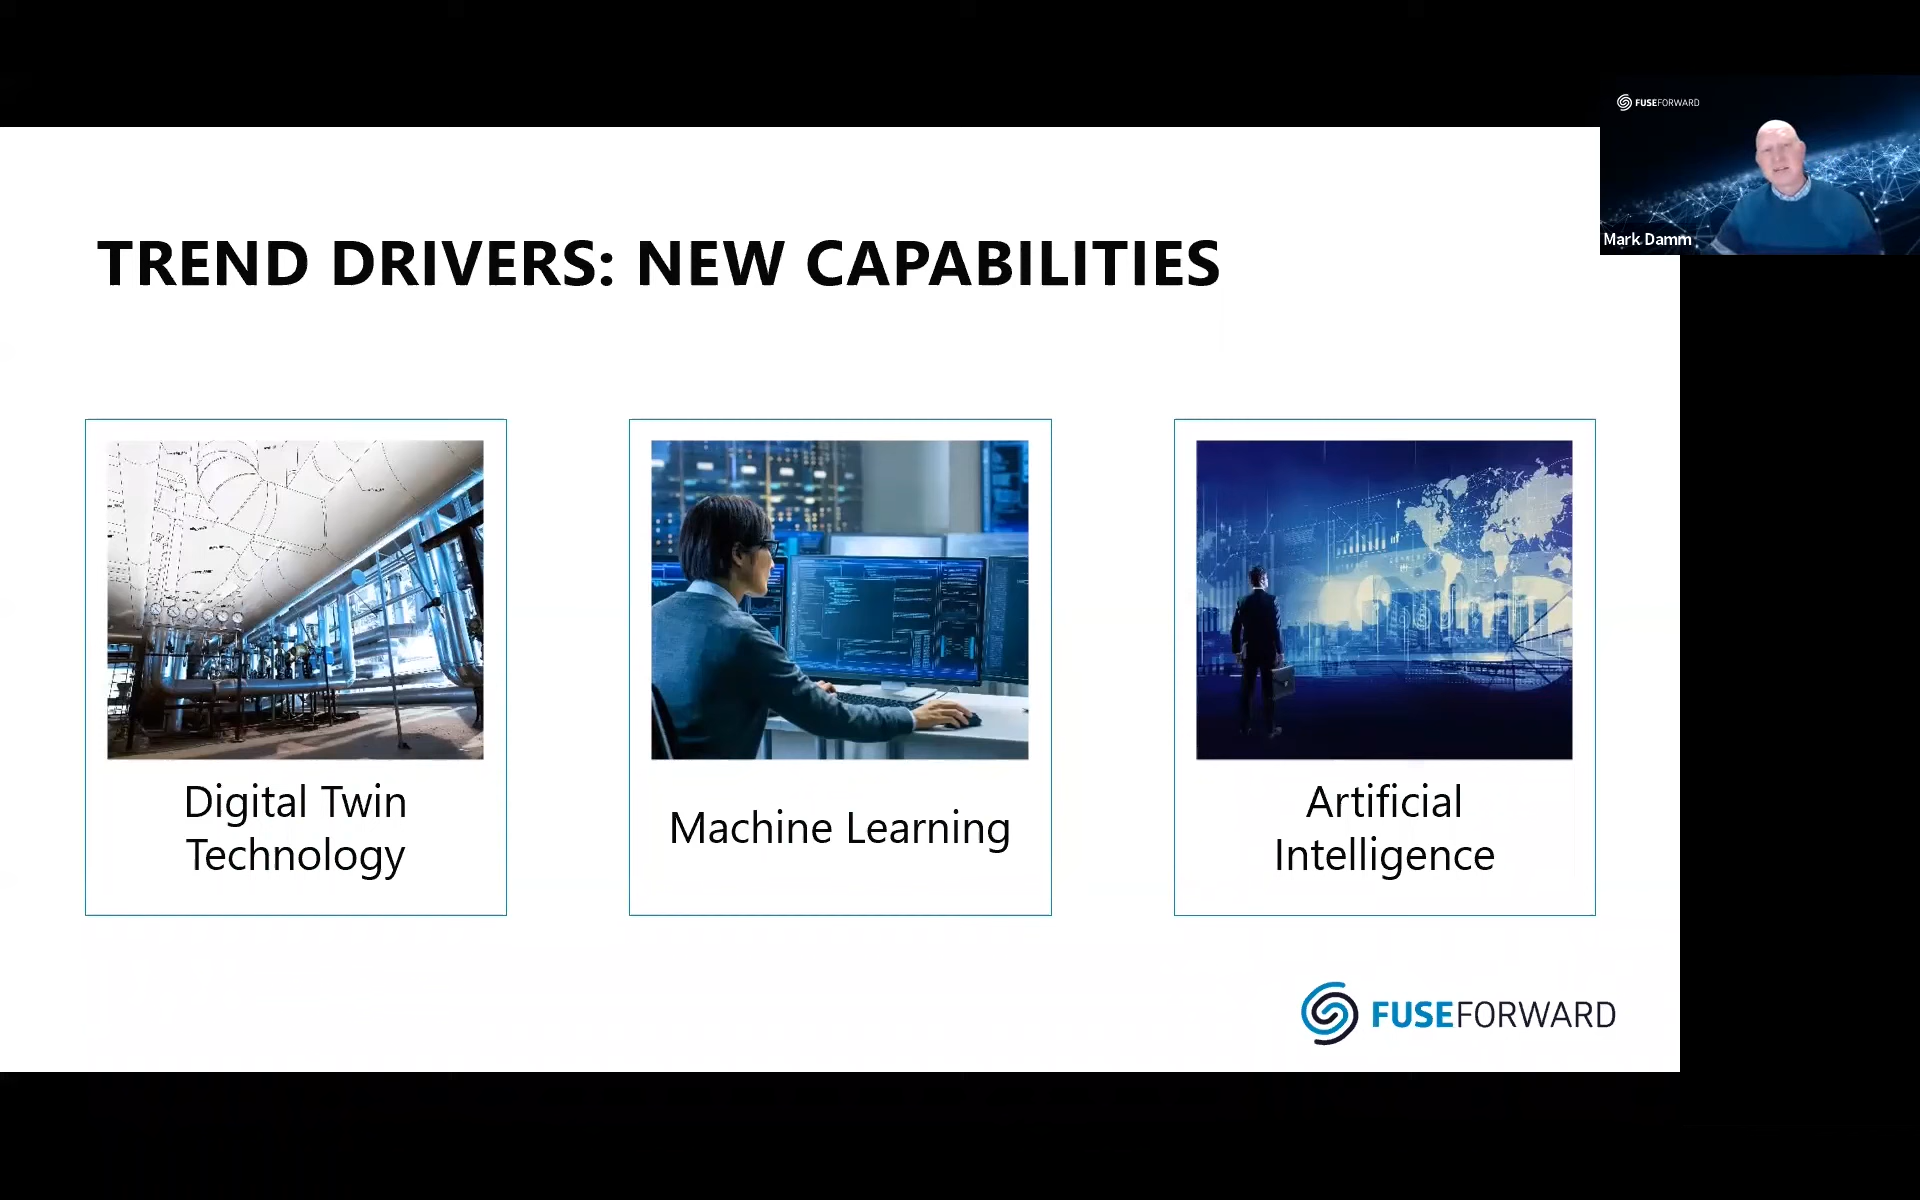 FUSEFORWARD
Mark Damm
TREND DRIVERS: NEW CAPABILITIES
Digital Twin
Technology
Machine Learning
Artificial
Intelligence
FUSEFORWARD